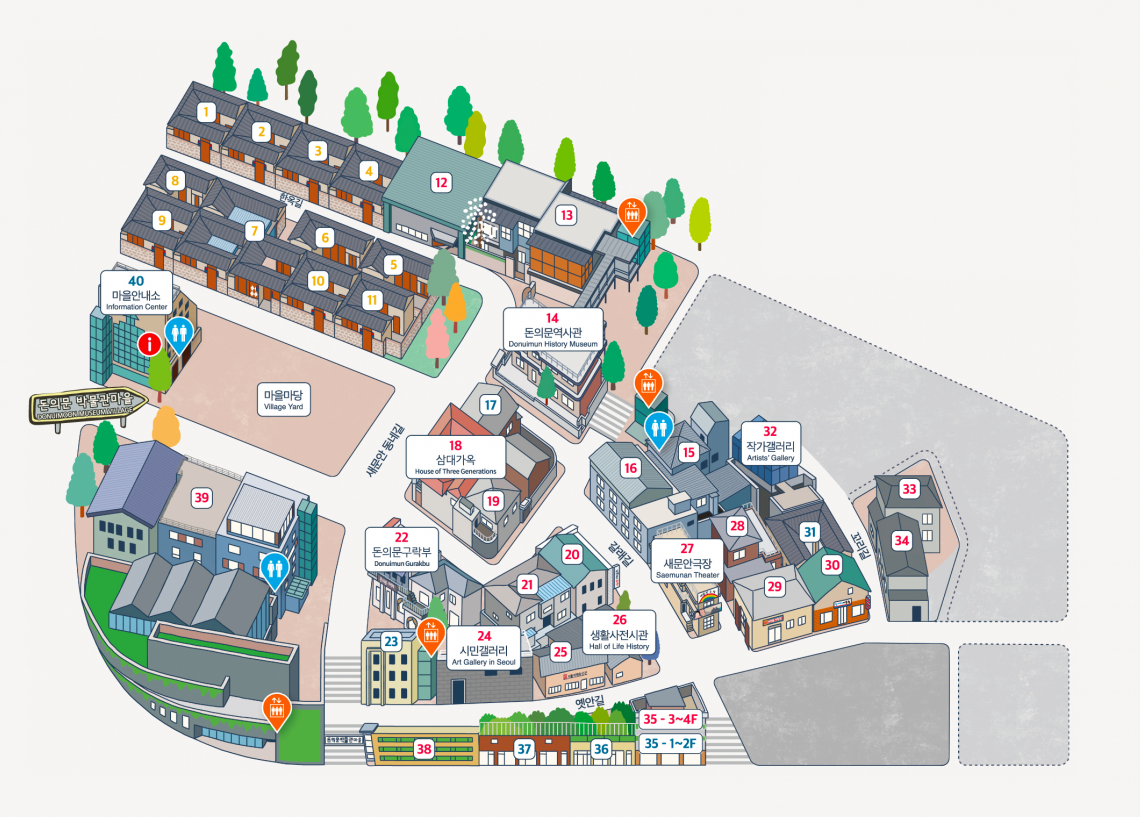 1
2
3
4
12
13
8
9
7
6
5
10
11
한옥길
40
마을안내소
Information Center
i
14
돈의문역사관
Donuimun History Museum
돈의문 박물관마을
DONUIMOON MUSEUM VILLAGE
마을마당
Village Yard
새문안 동네길
17
18
삼대가옥
House of Three Generations
19
16
15
32
작가갤러리
Artists' Gallery
33
34
39
22
돈의문구락부
Donuimun Gurakbu
20
21
갈래길
27
새문안극장
Saemunan Theater
28
31
꼬리길
29
30
23
24
시민갤러리
Art Gallery in Seoul
25
26
생활사전시관
Hall of Life History
옛안길
35 - 3~4F
35 - 1~2F
38
37
36